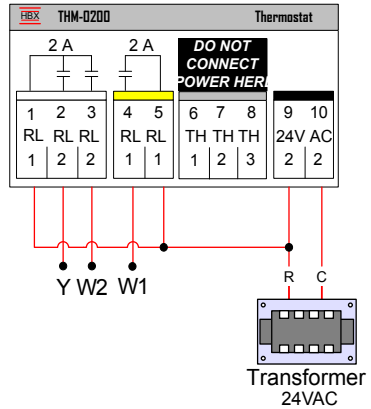 HBX THM-0200 Thermostat
2 A 2 A DO NOT
CONNECT
POWER HER
1 2 3 4 5 6 7 8 9 10
RL RL RL RL RL TH TH TH 24V AC
1 2 2 1 1 1 2 3 2 2
Y W2 W1
R C
Transformer
24VAC